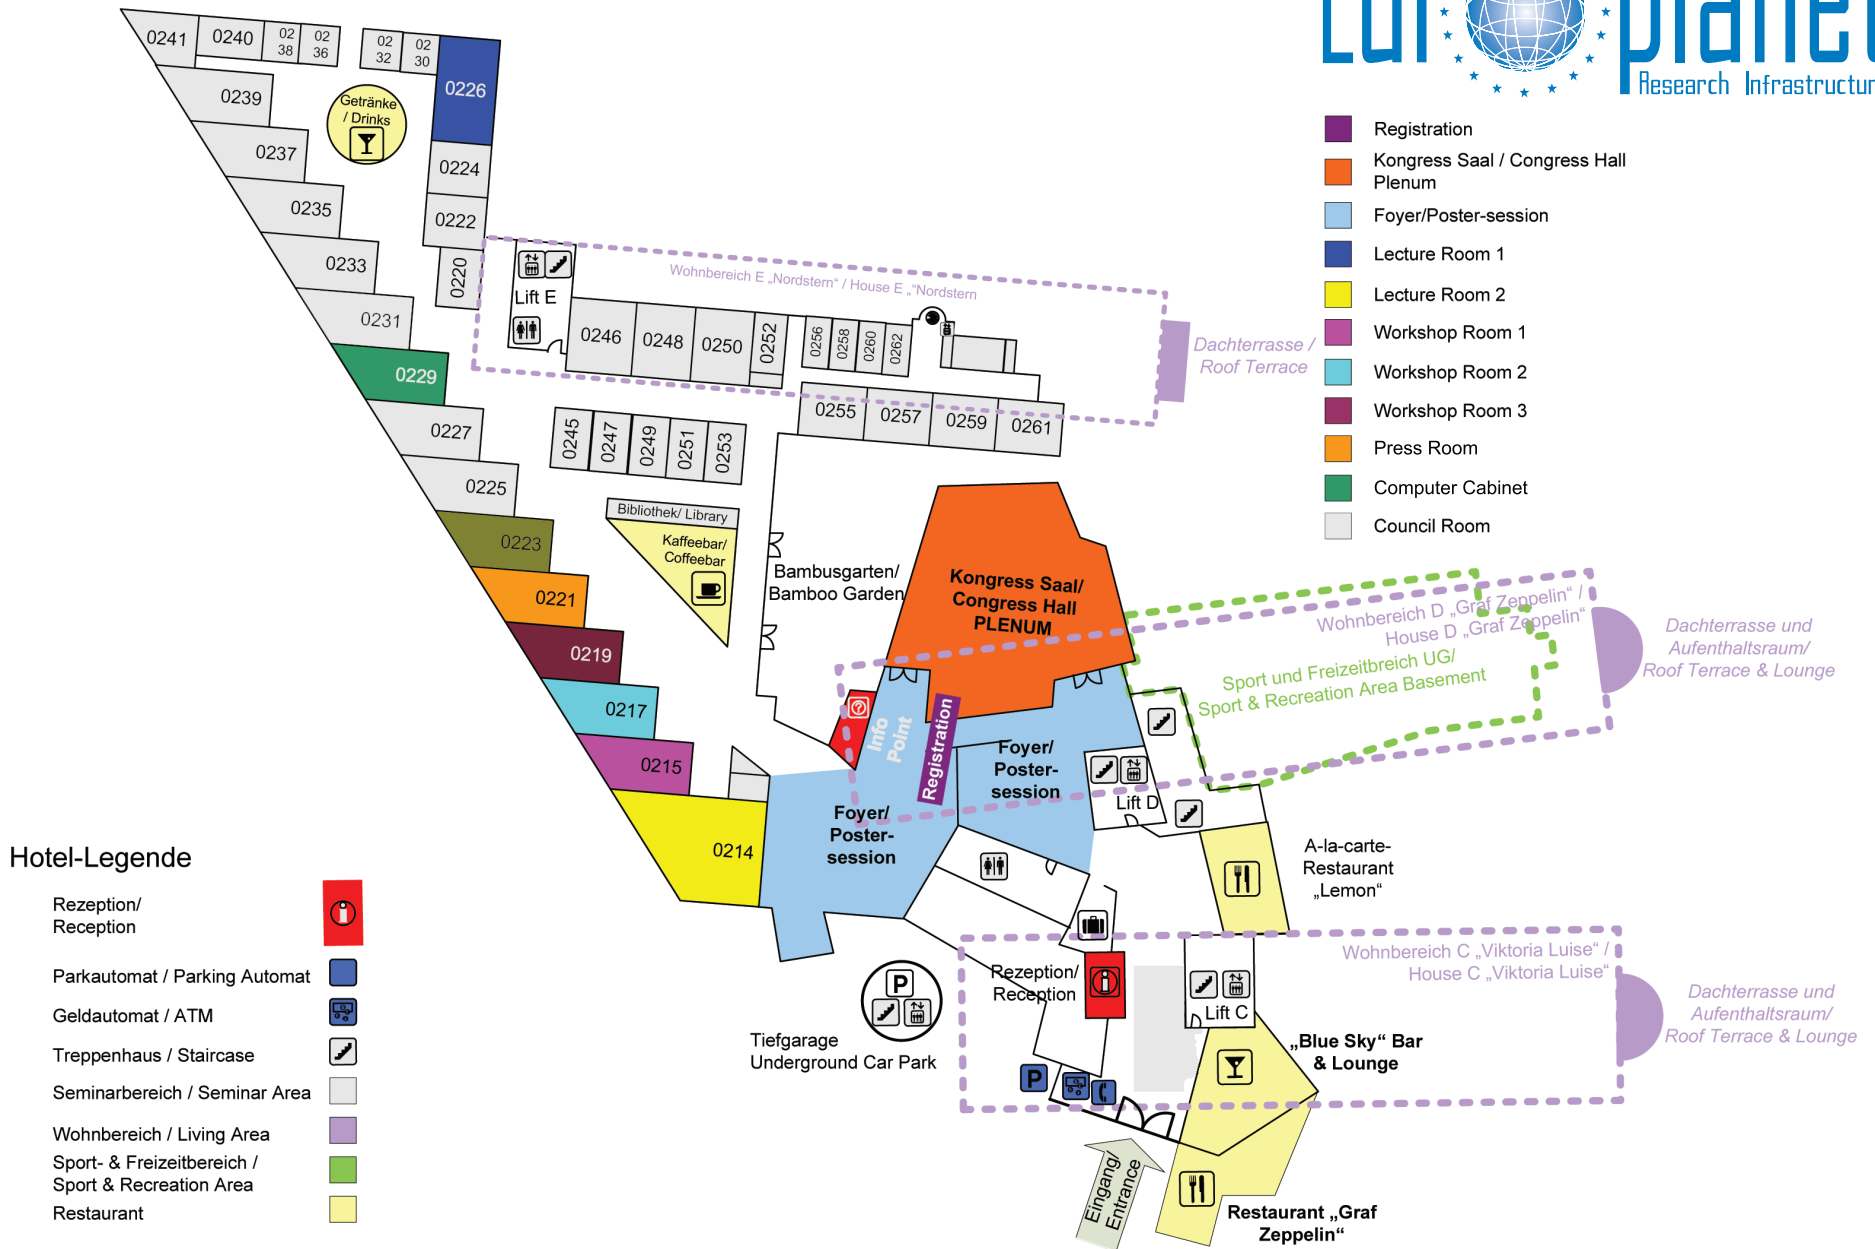 Research Infrastructur
0241
0240
02
38
02
36
02
32
02
30
0226
0239
Getränke
/ Drinks
0237
0224
0235
0222
0233
0220
0231
0229
0227
0225
0223
0221
0219
0217
0215
0214
Wohnbereich E „Nordstern“ / House E „“Nordstern
Lift E
0246
0248
0250
0252
0256
0258
0260
0262
Dachterrasse /
Roof Terrace
0255
0257
0259
0261
0245
0247
0249
0251
0253
Bibliothek/ Library
Kaffeebar/
Coffeebar
Bambusgarten/
Bamboo Garden
Kongress Saal/
Congress Hall
PLENUM
Registration
Kongress Saal / Congress Hall
Plenum
Foyer/Poster-session
Lecture Room 1
Lecture Room 2
Workshop Room 1
Workshop Room 2
Workshop Room 3
Press Room
Computer Cabinet
Council Room
Wohnbereich D „Graf Zeppelin“ /
House D „Graf Zeppelin“
Sport und Freizeitbreich UG/
Sport & Recreation Area Basement
Dachterrasse und
Aufenthaltsraum/
Roof Terrace & Lounge
Info
Point
Registration
Foyer/
Poster-
session
Foyer/
Poster-
session
Lift D
A-la-carte-
Restaurant
„Lemon“
Wohnbereich C „Viktoria Luise“ /
House C „Viktoria Luise“
Dachterrasse und
Aufenthaltsraum/
Roof Terrace & Lounge
Rezeption/
Reception
Lift C
P
Tiefgarage
Underground Car Park
P
„Blue Sky“ Bar
& Lounge
Eingang/
Entrance
Restaurant „Graf
Zeppelin“
Hotel-Legende
Rezeption/
Reception
Parkautomat / Parking Automat
Geldautomat / ATM
Treppenhaus / Staircase
Seminarbereich / Seminar Area
Wohnbereich / Living Area
Sport- & Freizeitbereich /
Sport & Recreation Area
Restaurant